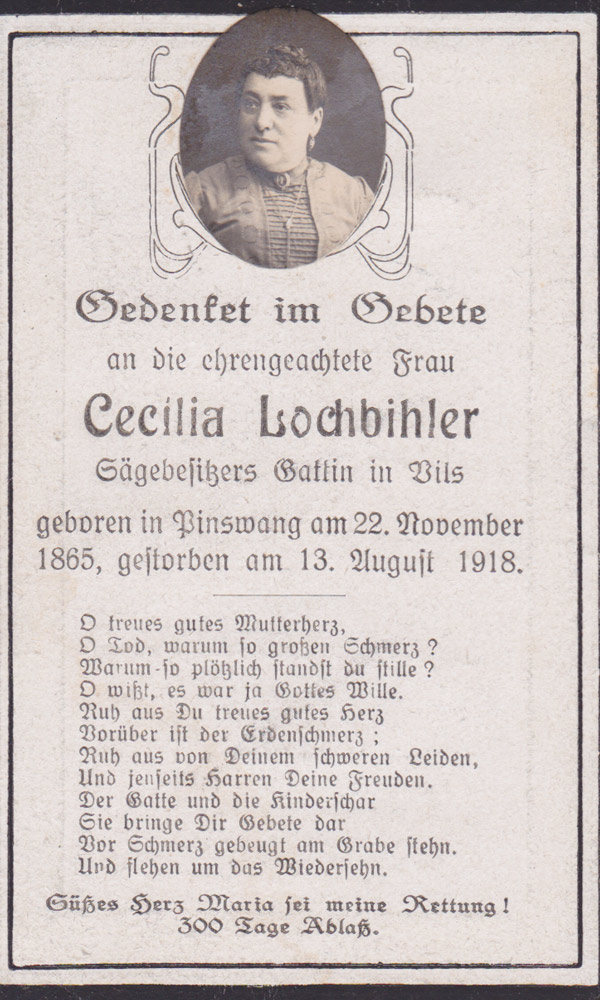 Gedenket im Gebete
an die ehrengeachtete Frau
Cecilia Lochbihler
Sägebesitzers Gattin in Vils
geboren in Pinswang am 22. November
1865, gestorben am 13. August 1918.
O treues gutes Mutterherz,
O Tod, warum so großen Schmerz ?
Warum so plötzlich standst du stille ?
O wißt, es war ja Gottes Wille.
Ruh aus Du treues gutes Herz
Vorüber ist der Erdenschmerz ;
Ruh aus von Deinem schweren Leiden,
Und jenseits Harren Deine Freuden.
Der Gatte und die Kinderschar
Sie bringe Dir Gebete dar
Vor Schmerz gebeugt am Grabe stehn.
Und flehen um das Wiedersehn.
Süßes Herz Maria sei meine Rettung !
300 Tage Ablaß.